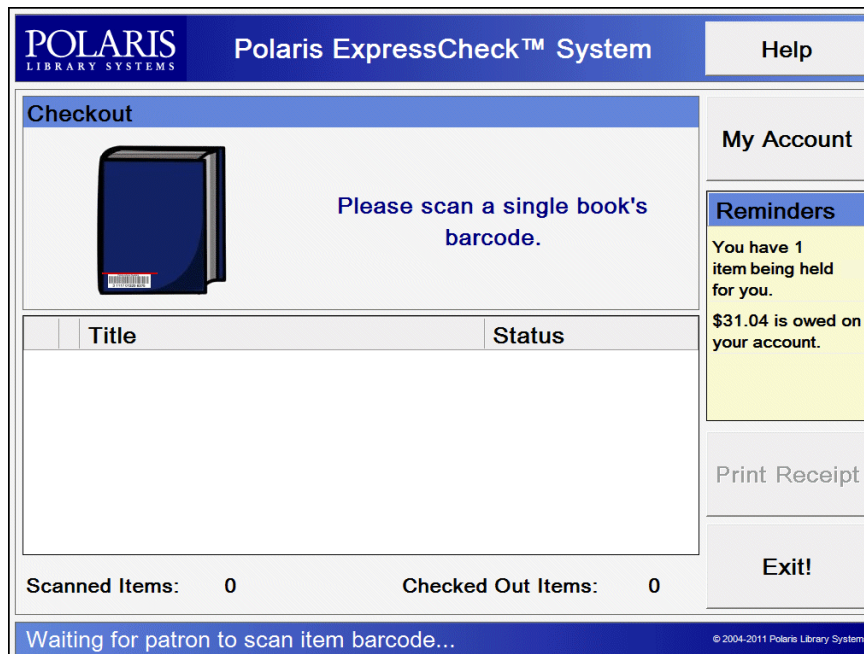 POLARIS
LIBRARY SYSTEMS
Polaris ExpressCheck™ System
Help
Checkout
Please scan a single book's
barcode.
My Account
Reminders
You have 1
item being held
for you.
$31.04 is owed on
your account.
Title
Status
Print Receipt
Scanned Items: 0
Checked Out Items: 0
Exit!
Waiting for patron to scan item barcode...
© 2004-2011 Polaris Library System